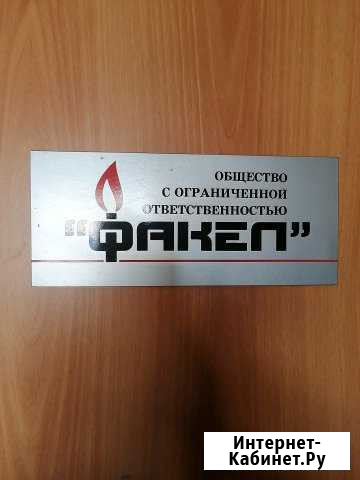 ОБЩЕСТВО
С ОГРАНИЧЕННОЙ
ОТВЕТСТВЕННОСТЬЮ
"ФАКЕЛ"
Интернет-
Кабинет.Ру